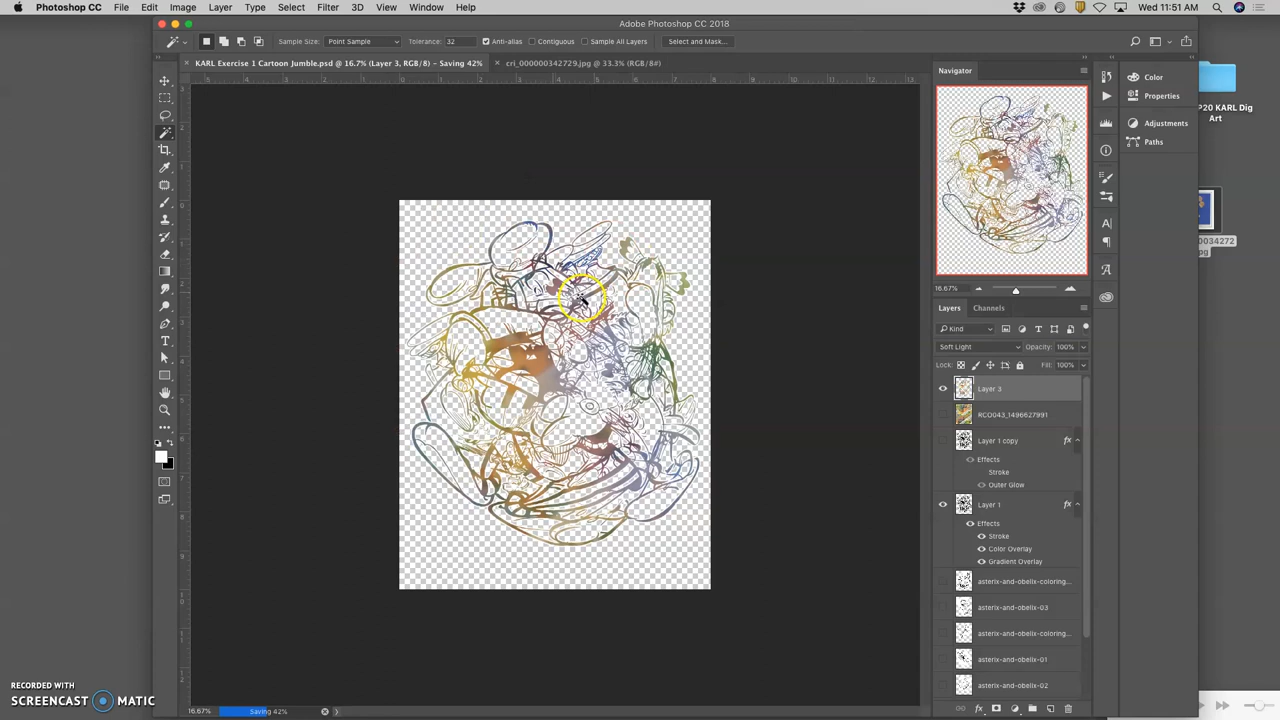 Photoshop CC File Edit Image Layer Type Select Filter 3D View Window Help
Wed 11:51 AM
Adobe Photoshop CC 2018
Sample Size: Point Sample Tolerance: 32 Anti-alias Contiguous Sample All Layers Select and Mask...
KARL Exercise 1 Cartoon Jumble.psd @ 16.7% (Layer 3, RGB/8) - Saving 42%
cri_000000342729.jpg @ 33.3% (RGB/8#)
Navigator
16.67%
Color
Properties
Adjustments
Paths
P20 KARL Dig
Art
0034272
pg
Layers Channels
Kind
Soft Light Opacity: 100%
Lock: Fill: 100%
Layer 3
RCO043_1496627991
Layer 1 copy fx
Effects
Stroke
Outer Glow
Layer 1 fx
Effects
Stroke
Color Overlay
Gradient Overlay
asterix-and-obelix-coloring...
asterix-and-obelix-03
asterix-and-obelix-coloring...
asterix-and-obelix-01
asterix-and-obelix-02
16.67% Saving 42%
RECORDED WITH
SCREENCAST MATIC